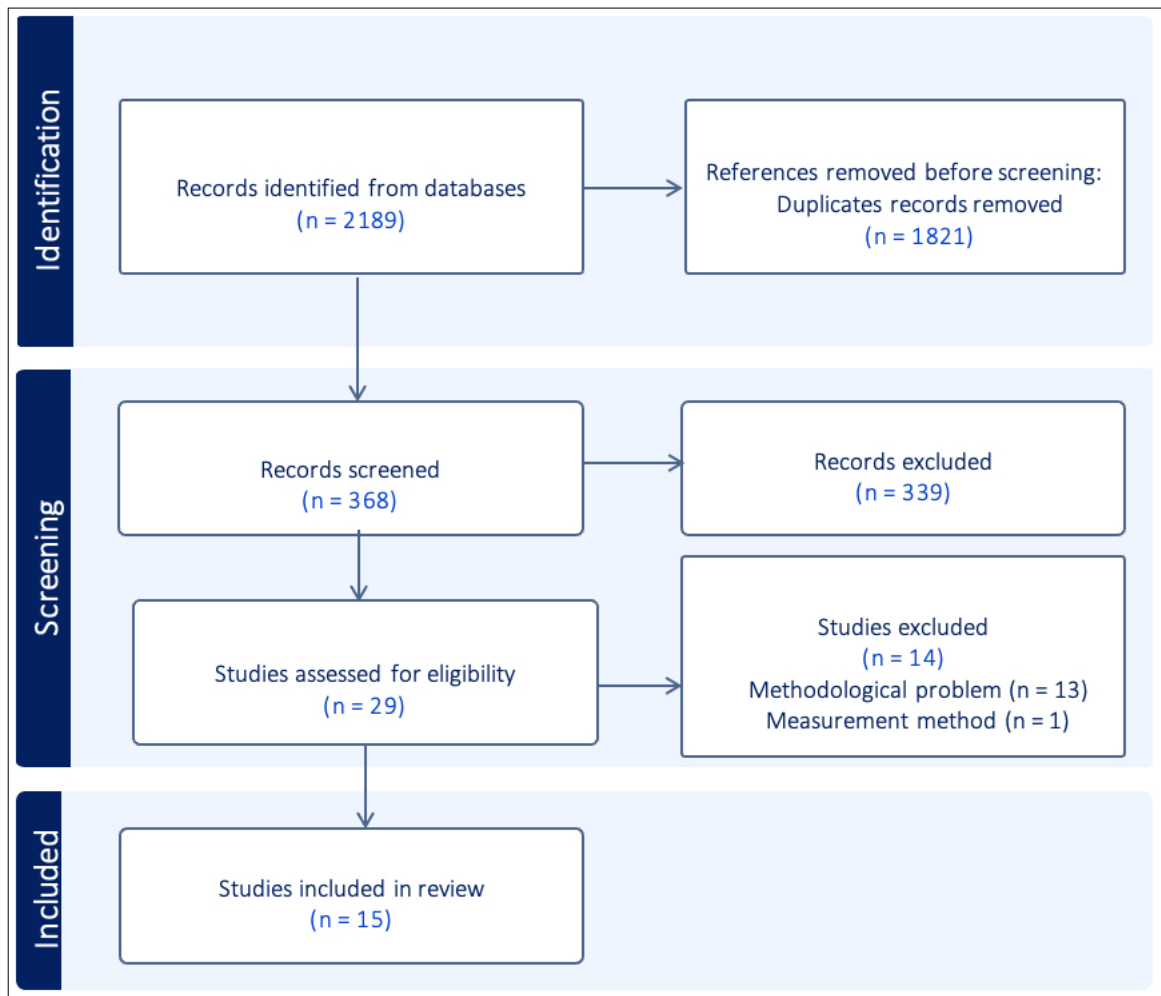 Identification
Records identified from databases
(n = 2189)
References removed before screening:
Duplicates records removed
(n = 1821)
Screening
Records screened
(n = 368)
Records excluded
(n = 339)
Studies assessed for eligibility
(n = 29)
Studies excluded
(n = 14)
Methodological problem (n = 13)
Measurement method (n = 1)
Included
Studies included in review
(n = 15)